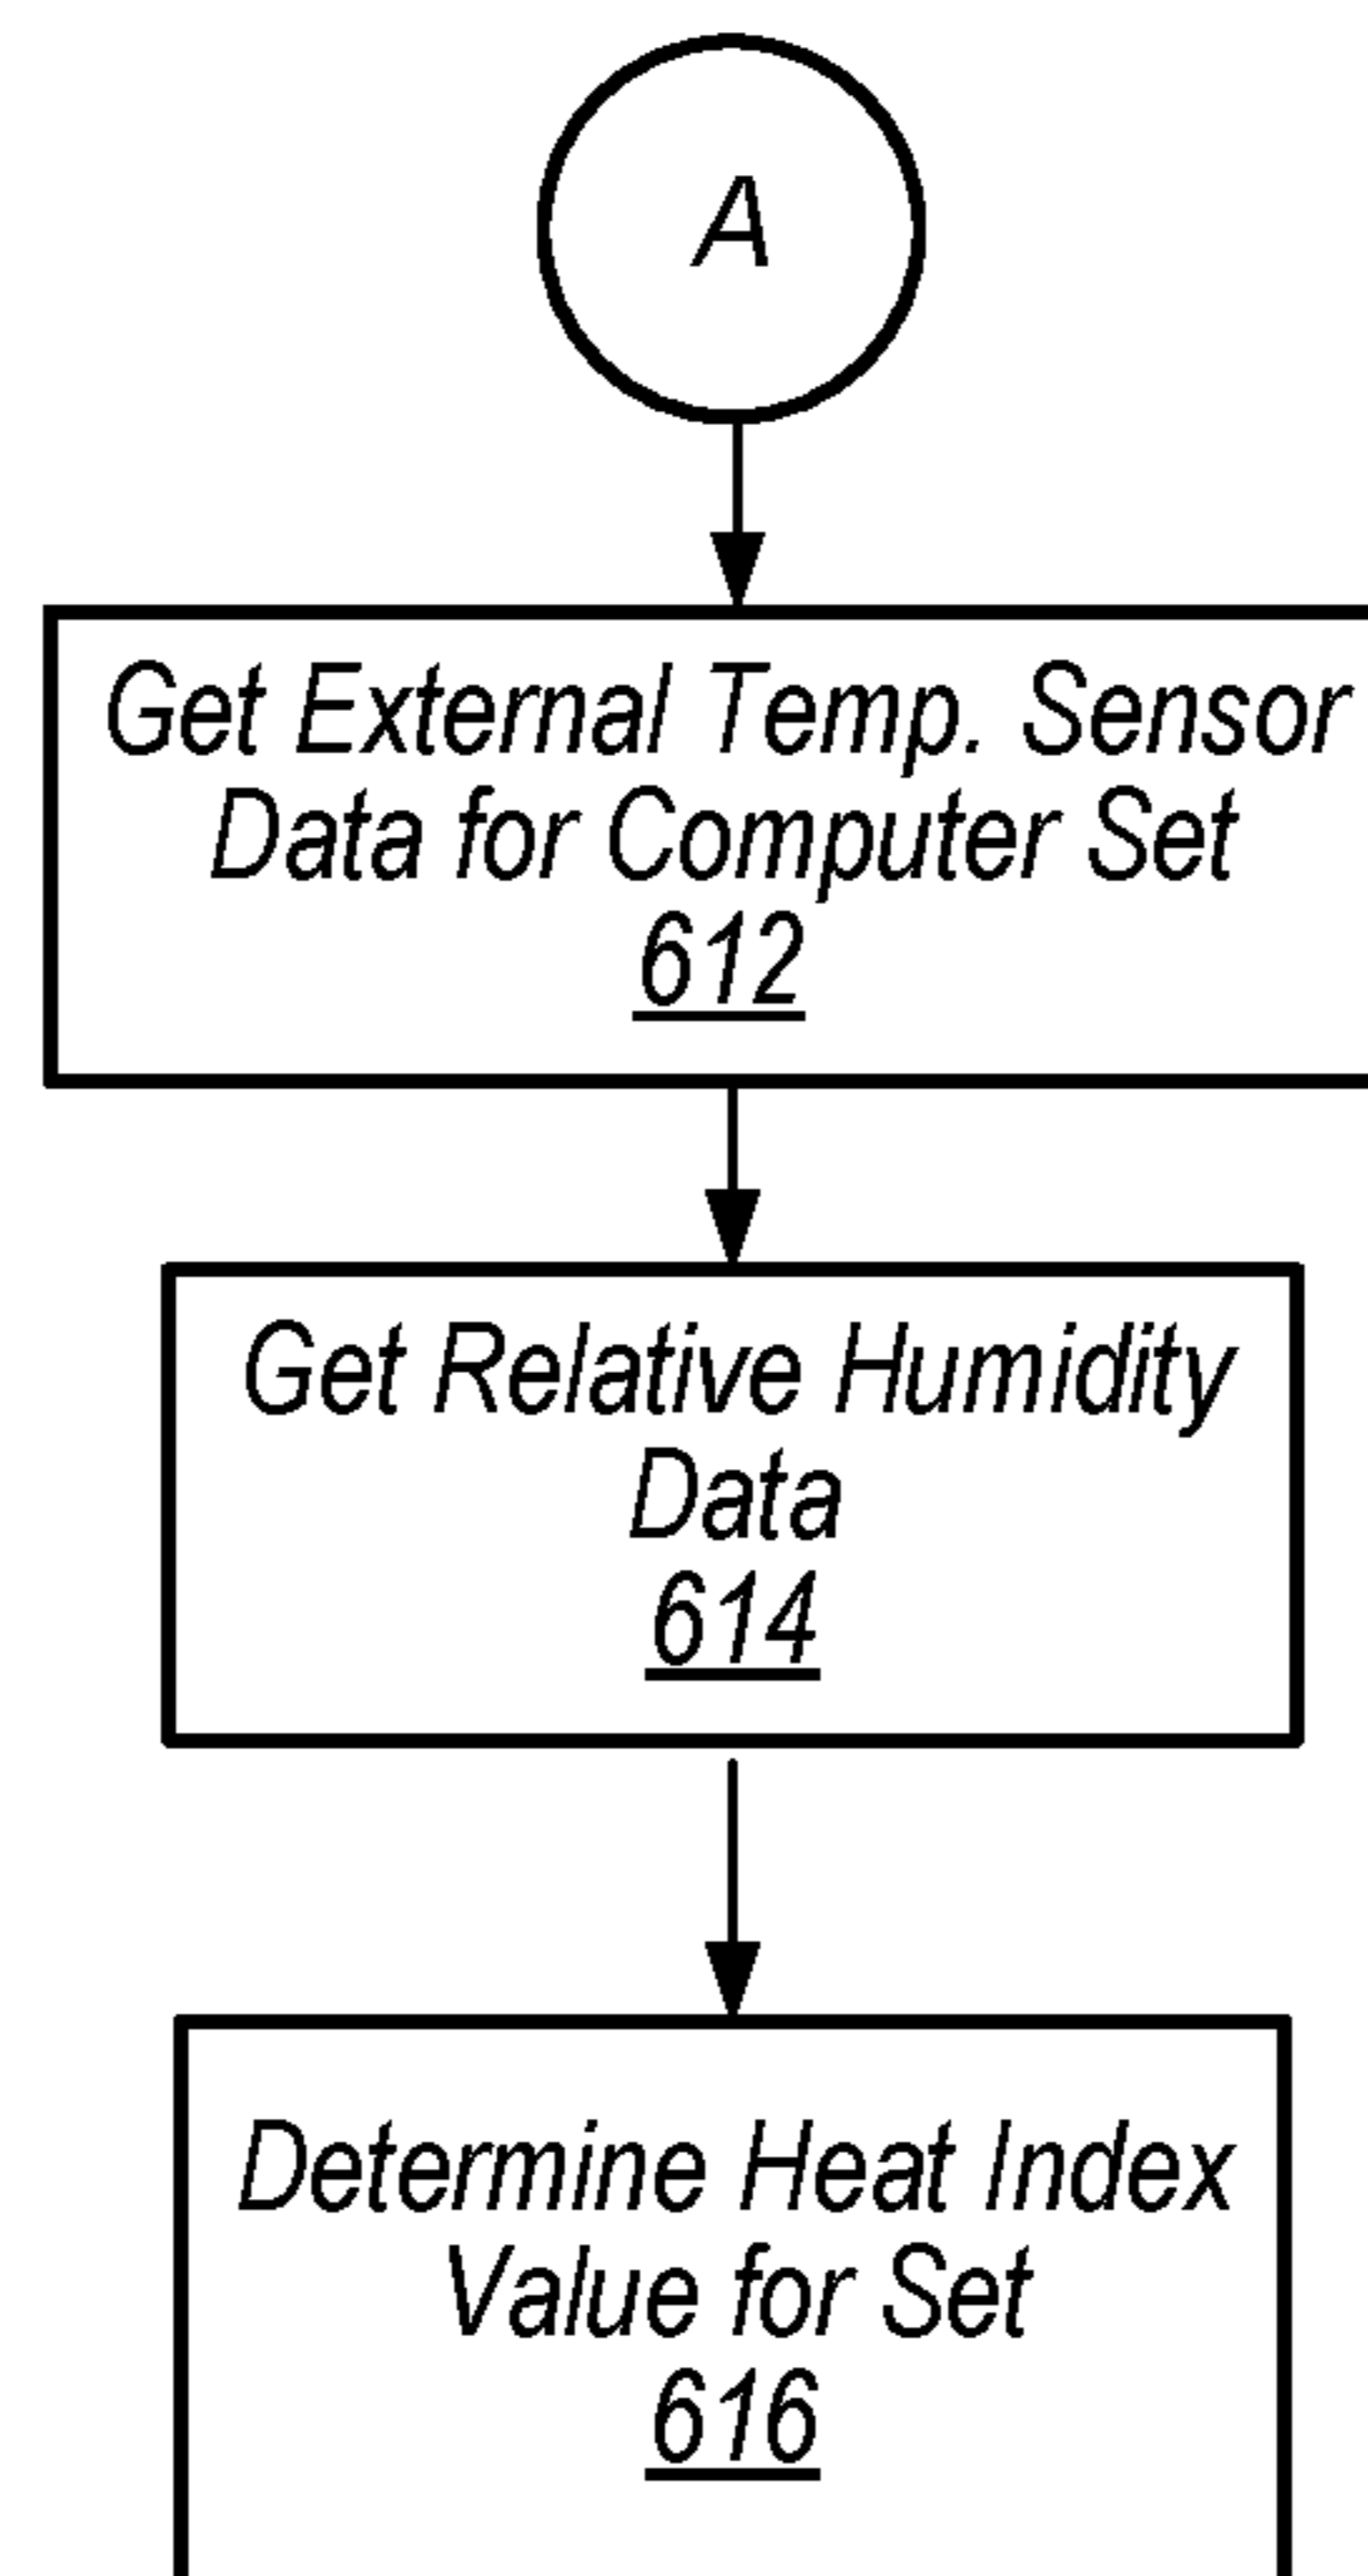 A
Get External Temp. Sensor
Data for Computer Set
612
Get Relative Humidity
Data
614
Determine Heat Index
Value for Set
616